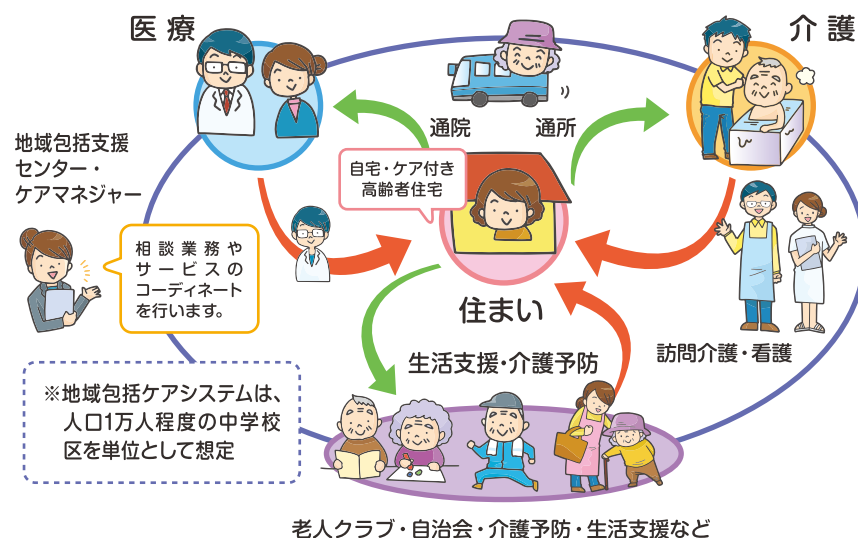 医療
介護
通院
通所
地域包括支援
センター・
ケアマネジャー
自宅・ケア付き
高齢者住宅
相談業務や
サービスの
コーディネート
を行います。
住まい
訪問介護・看護
生活支援・介護予防
※地域包括ケアシステムは、
人口1万人程度の中学校
区を単位として想定
老人クラブ・自治会・介護予防・生活支援など